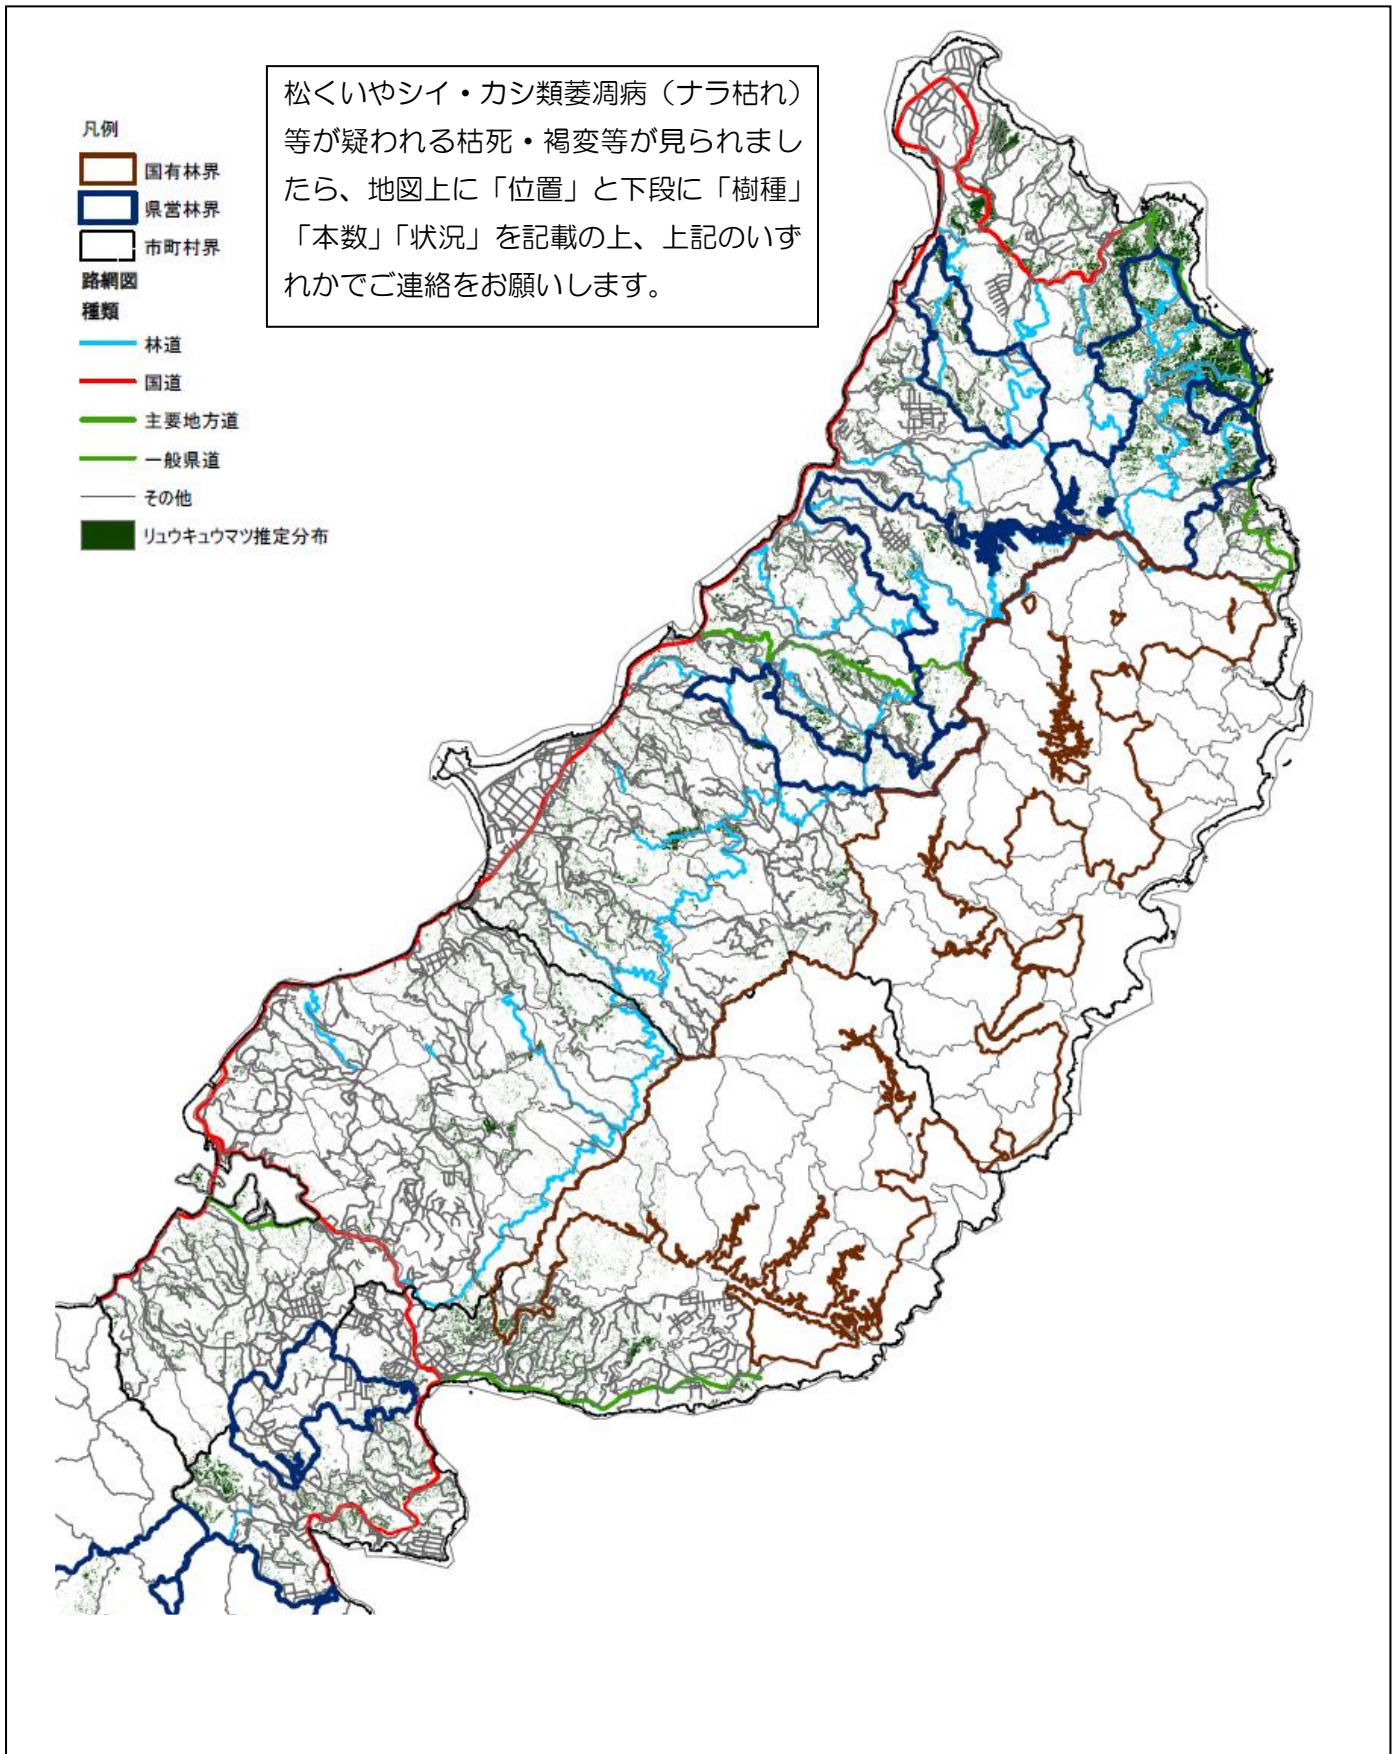 松くいやシイ・カシ類萎凋病（ナラ枯れ）
等が疑われる枯死・褐変等が見られまし
たら、地図上に「位置」と下段に「樹種」
「本数」「状況」を記載の上、上記のいず
れかでご連絡をお願いします。
凡例
国有林界
県営林界
市町村界
路網図
種類
林道
国道
主要地方道
一般県道
その他
リュウキュウマツ推定分布